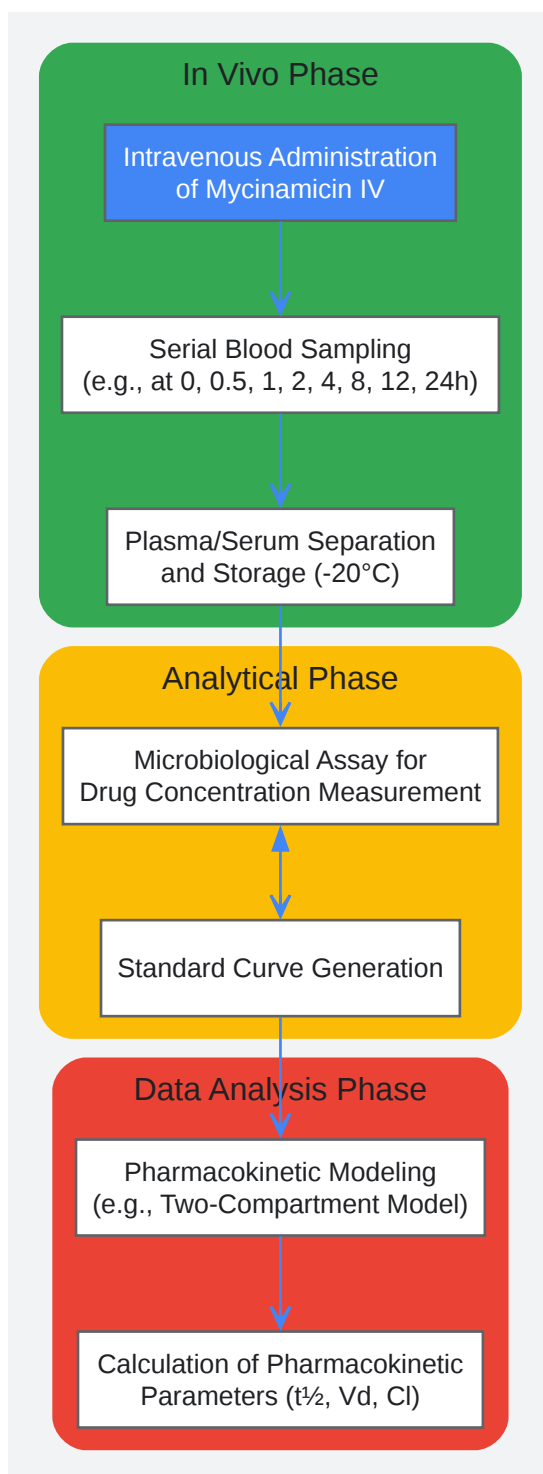 In Vivo Phase
Intravenous Administration
of Mycinamicin IV
Serial Blood Sampling
(e.g., at 0, 0.5, 1, 2, 4, 8, 12, 24h)
Plasma/Serum Separation
and Storage (-20°C)
Analytical Phase
Microbiological Assay for
Drug Concentration Measurement
Standard Curve Generation
Data Analysis Phase
Pharmacokinetic Modeling
(e.g., Two-Compartment Model)
Calculation of Pharmacokinetic
Parameters (t½, Vd, Cl)